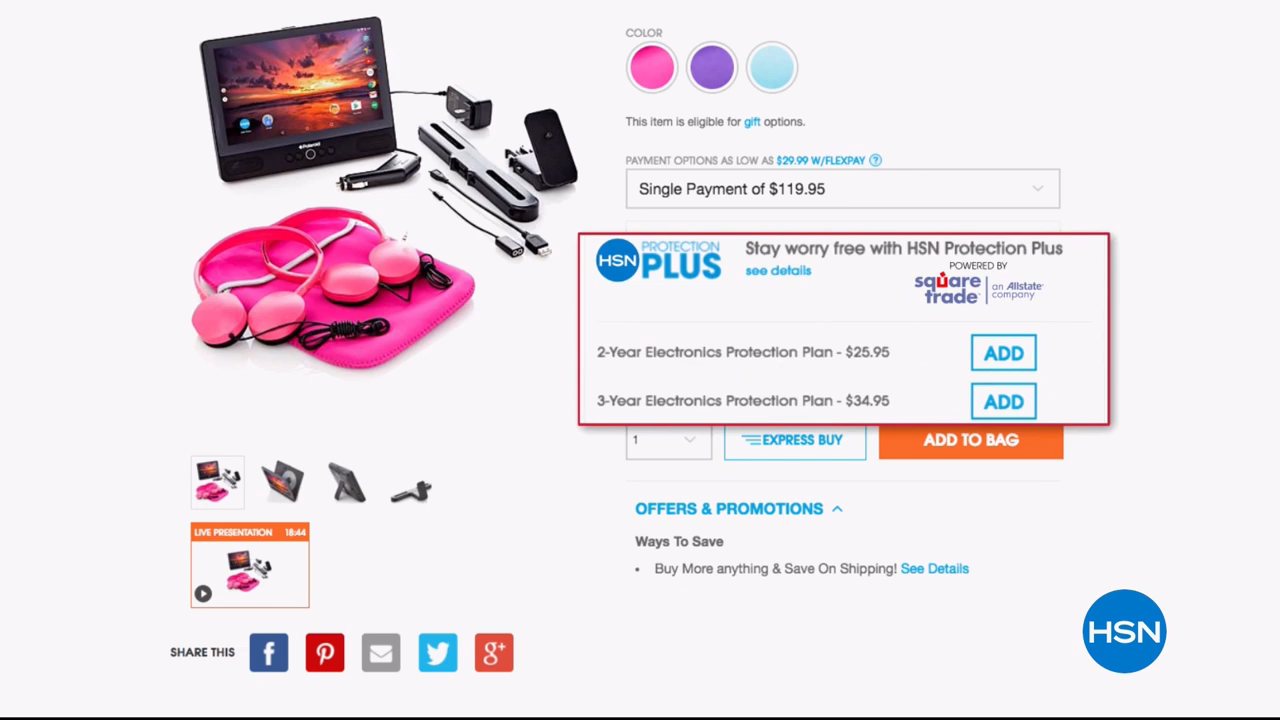 COLOR
This item is eligible for gift options.
PAYMENT OPTIONS AS LOW AS $29.99 W/FLEXPAY ?
Single Payment of $119.95
HSN PROTECTION PLUS
Stay worry free with HSN Protection Plus
see details
POWERED BY
square trade
an Allstate company
2-Year Electronics Protection Plan - $25.95
ADD
3-Year Electronics Protection Plan - $34.95
ADD
1
EXPRESS BUY
ADD TO BAG
Polaroid
OFFERS & PROMOTIONS
Ways To Save
• Buy More anything & Save On Shipping! See Details
LIVE PRESENTATION 18:44
SHARE THIS
f
g+
HSN